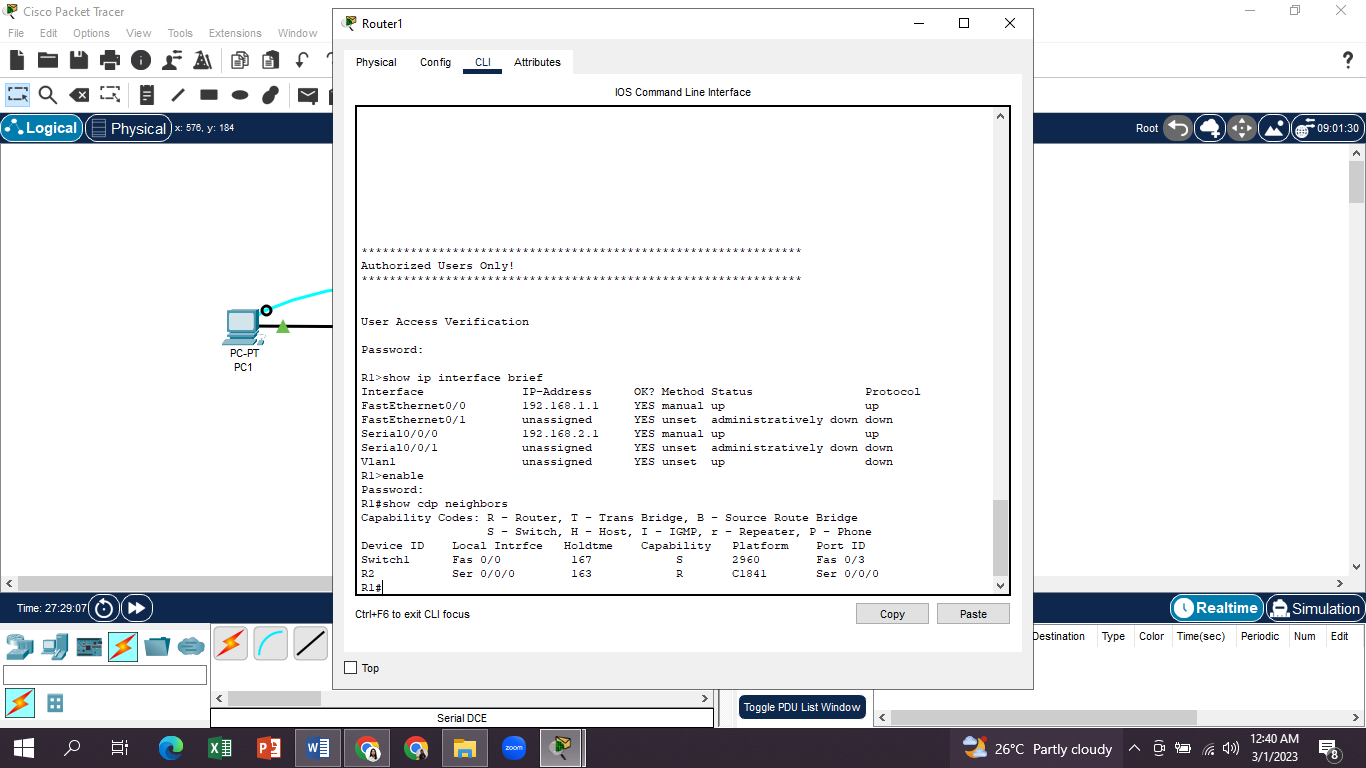 Cisco Packet Tracer
File Edit Options View Tools Extensions Window
Logical
Physical
x: 576, y: 184
Root
09:01:30
PC-PT
PC1
Router1
Physical Config CLI Attributes
IOS Command Line Interface
***************************************************************
Authorized Users Only!
***************************************************************
User Access Verification
Password:
R1>show ip interface brief
Interface IP-Address OK? Method Status Protocol
FastEthernet0/0 192.168.1.1 YES manual up up
FastEthernet0/1 unassigned YES unset administratively down down
Serial0/0/0 192.168.2.1 YES manual up up
Serial0/0/1 unassigned YES unset administratively down down
Vlan1 unassigned YES unset up down
R1>enable
Password:
R1#show cdp neighbors
Capability Codes: R - Router, T - Trans Bridge, B - Source Route Bridge
S - Switch, H - Host, I - IGMP, r - Repeater, P - Phone
Device ID Local Intrfce Holdtme Capability Platform Port ID
Switch1 Fas 0/0 167 S 2960 Fas 0/3
R2 Ser 0/0/0 163 R C1841 Ser 0/0/0
R1#
Ctrl+F6 to exit CLI focus
Copy
Paste
Top
Time: 27:29:07
Realtime
Simulation
Destination Type Color Time(sec) Periodic Num Edit
Toggle PDU List Window
Serial DCE
zoom
26°C Partly cloudy
12:40 AM
3/1/2023
8